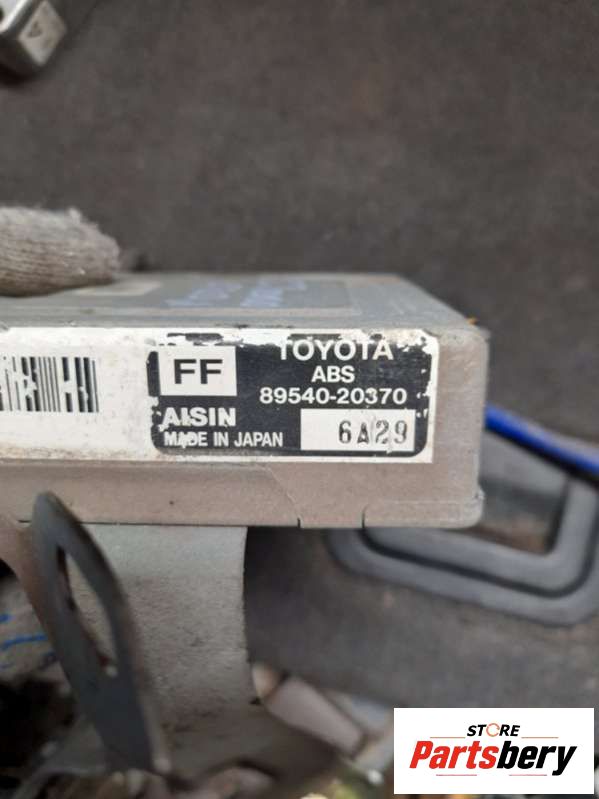 FF
TOYOTA
ABS
89540-20370
AISIN
MADE IN JAPAN
6A29
STORE
Partsbery